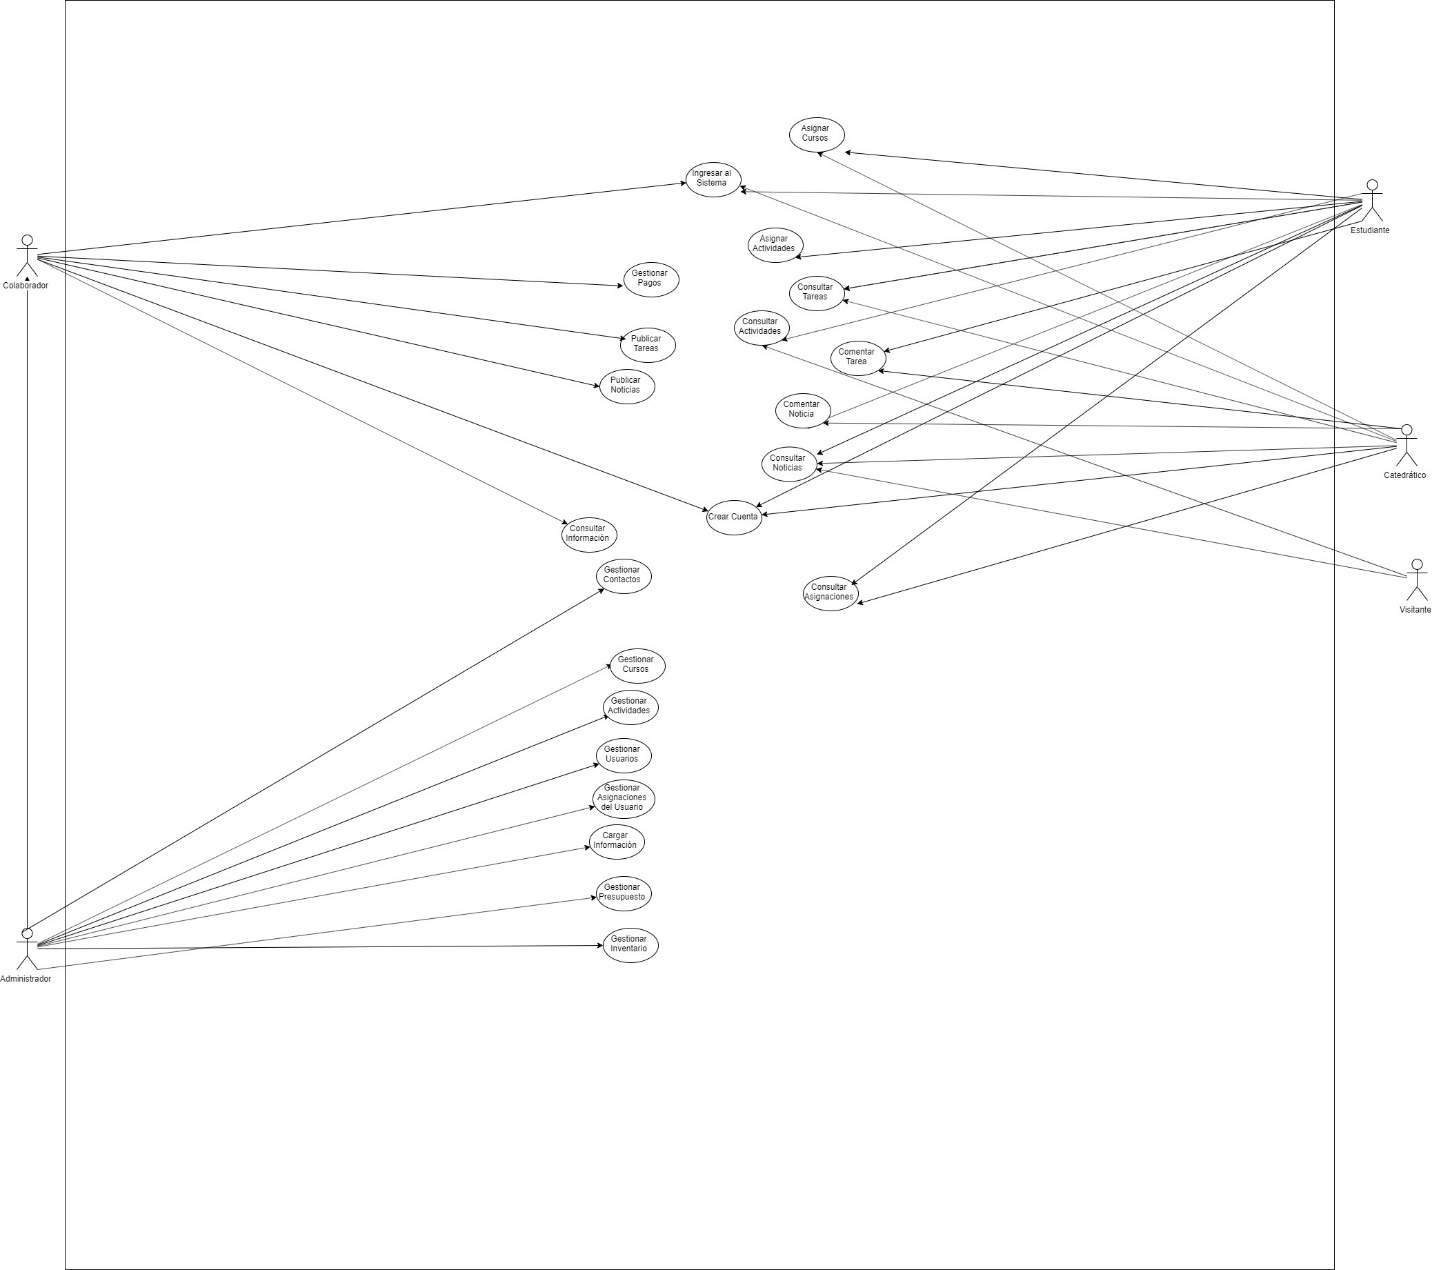 Asignar
Cursos
Ingresar al
Sistema
Estudiante
Asignar
Actividades
Colaborador
Gestionar
Pagos
Consultar
Tareas
Consultar
Actividades
Publicar
Tareas
Comentar
Tarea
Publicar
Noticias
Comentar
Noticia
Consultar
Noticias
Catedrático
Crear Cuenta
Consultar
Información
Gestionar
Contactos
Consultar
Asignaciones
Visitante
Gestionar
Cursos
Gestionar
Actividades
Gestionar
Usuarios
Gestionar
Asignaciones
del Usuario
Cargar
Información
Gestionar
Presupuesto
Gestionar
Inventario
Administrador